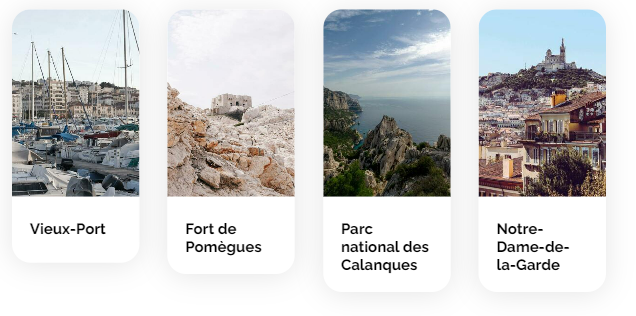 Vieux-Port
Fort de
Pomègues
Parc
national des
Calanques
Notre-
Dame-de-
la-Garde